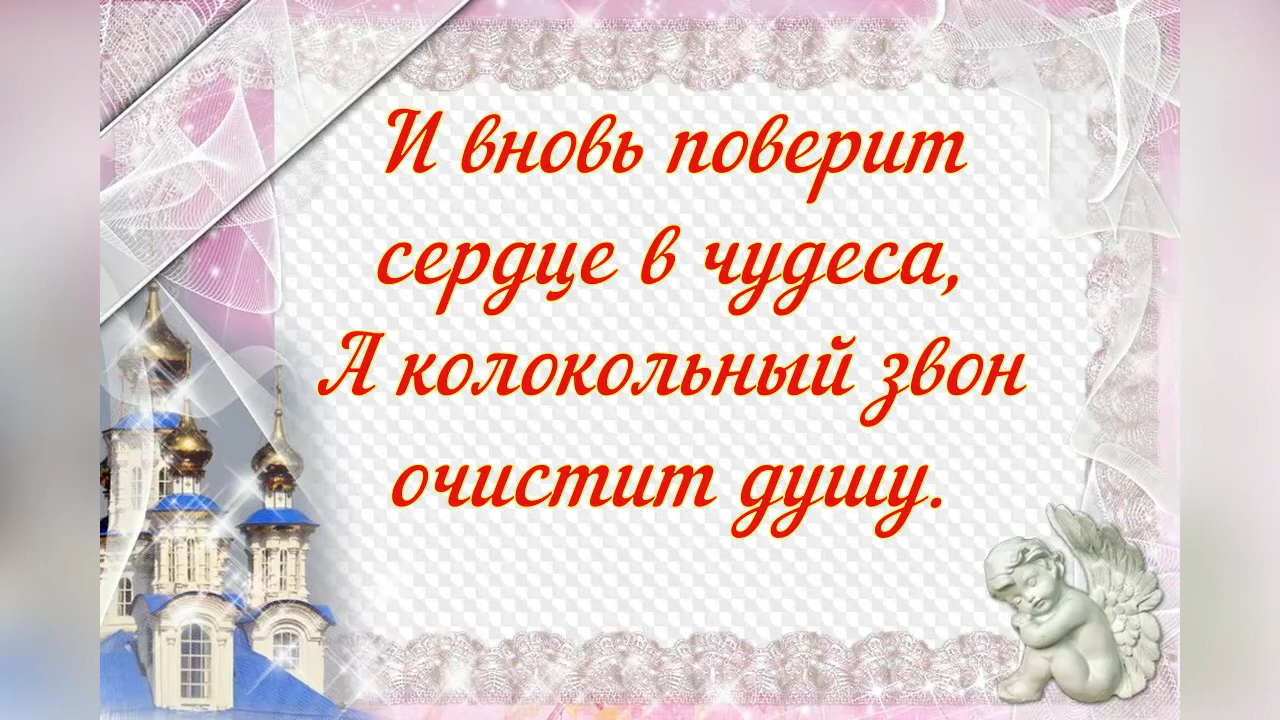 И вновь поверит
сердце в чудеса,
А колокольный звон
очистит душу.